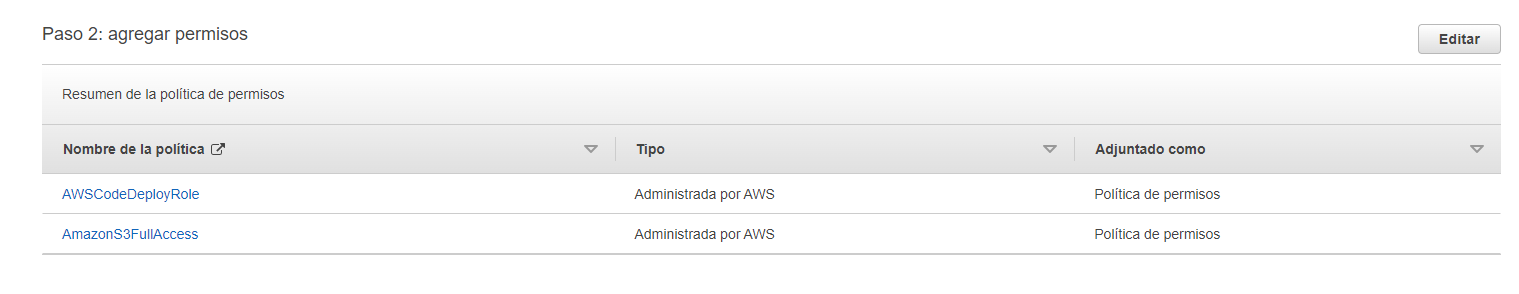 Paso 2: agregar permisos
Editar
Resumen de la política de permisos
Nombre de la política Tipo Adjuntado como
AWSCodeDeployRole Administrada por AWS Política de permisos
AmazonS3FullAccess Administrada por AWS Política de permisos